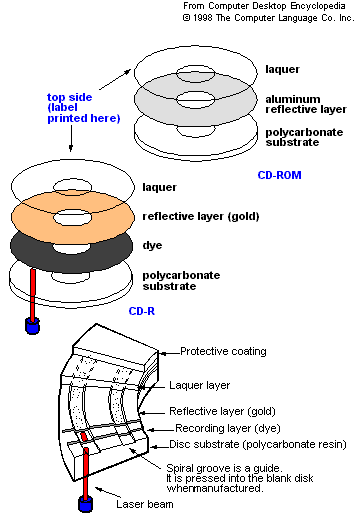 From Computer Desktop Encyclopedia
© 1998 The Computer Language Co. Inc.
laquer
top side
(label
printed here)
aluminum
reflective layer
polycarbonate
substrate
CD-ROM
laquer
reflective layer (gold)
dye
polycarbonate
substrate
CD-R
Protective coating
Laquer layer
Reflective layer (gold)
Recording layer (dye)
Disc substrate (polycarbonate resin)
Spiral groove is a guide.
It is pressed into the blank disk
whenmanufactured.
Laser beam